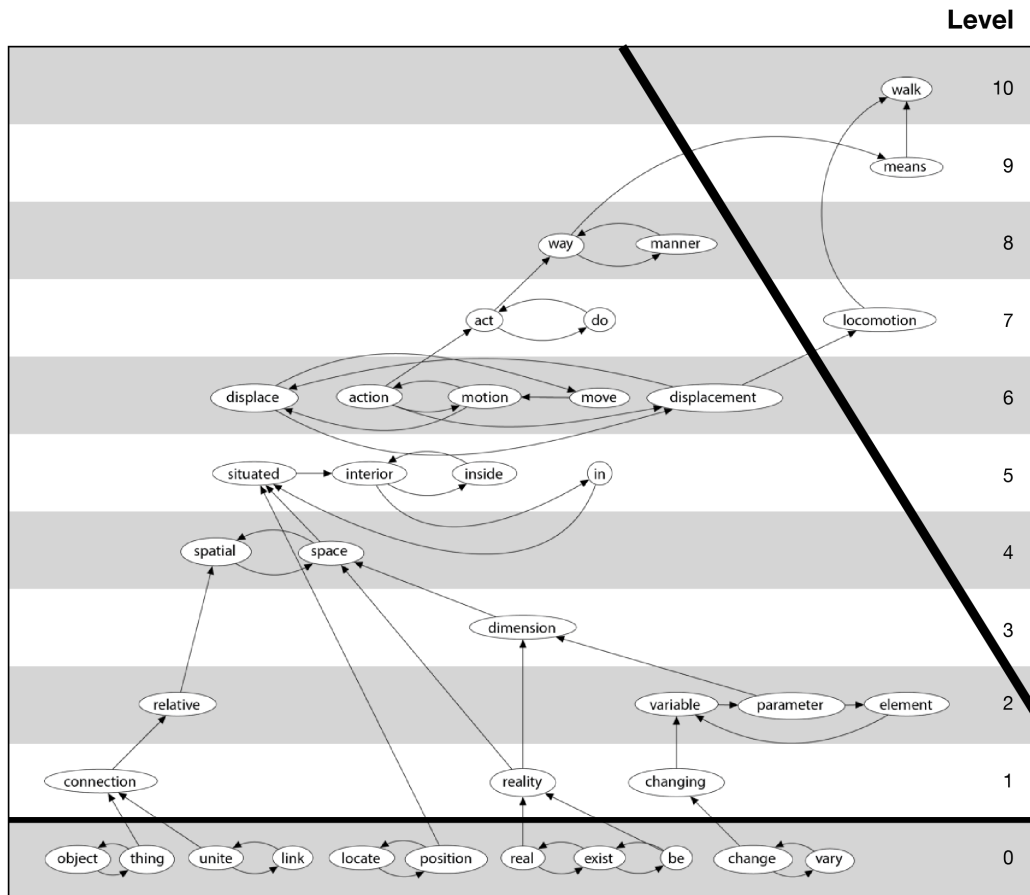 Level
walk 10
means 9
way manner 8
act do 7
locomotion
displace action motion move displacement 6
situated interior inside in 5
spatial space 4
dimension 3
relative variable parameter element 2
connection reality changing 1
object thing unite link locate position real exist be change vary 0